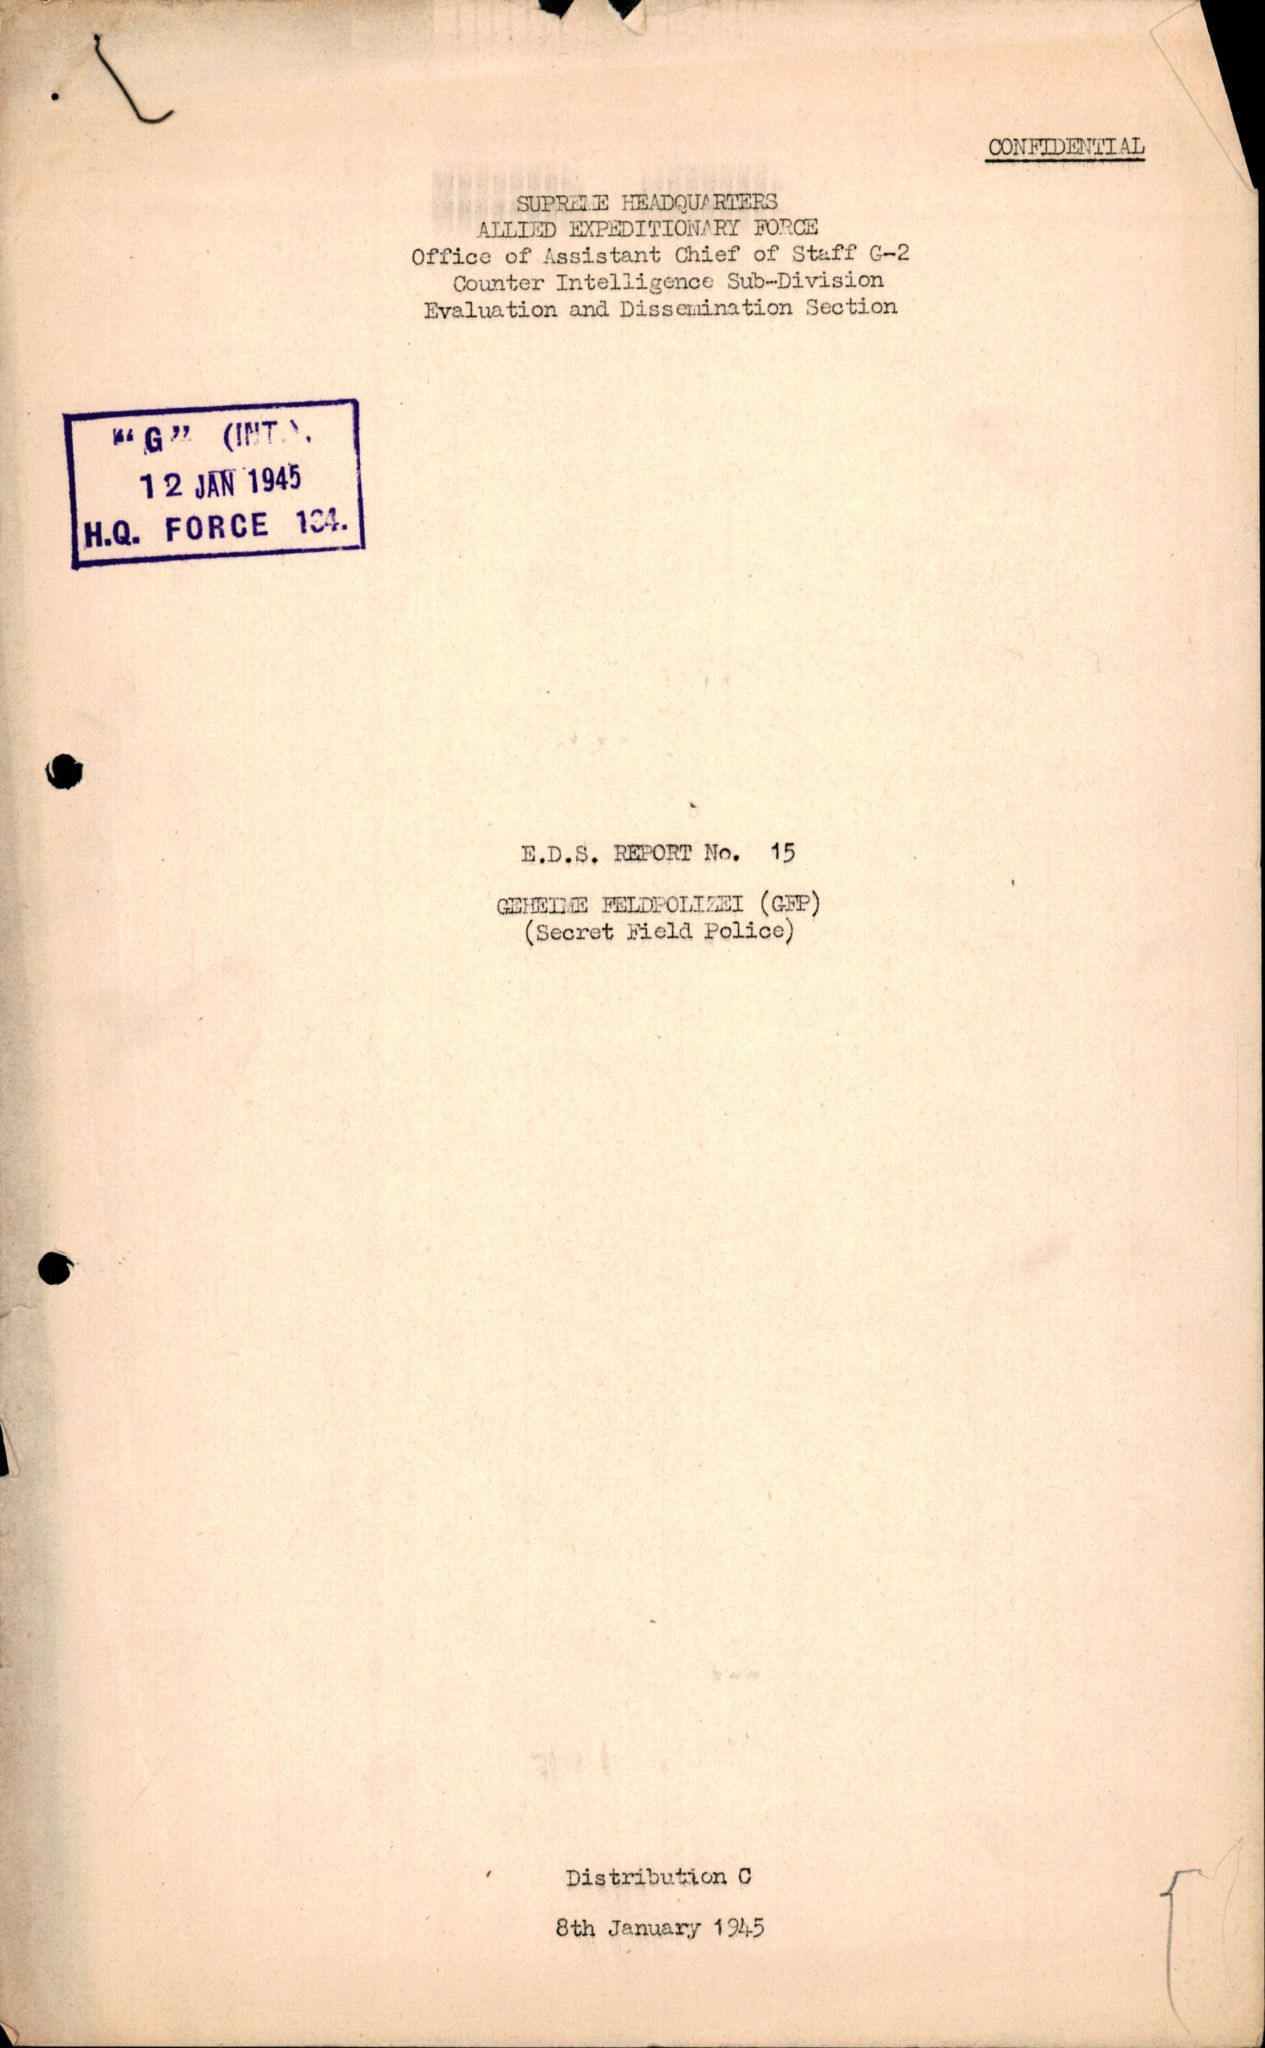 CONFIDENTIAL
SUPREME HEADQUARTERS
ALLIED EXPEDITIONARY FORCE
Office of Assistant Chief of Staff G-2
Counter Intelligence Sub-Division
Evaluation and Dissemination Section
"G" (INT.).
12 JAN 1945
H.Q. FORCE 134.
E.D.S. REPORT No. 15
GEHEIME FELDPOLIZEI (GFP)
(Secret Field Police)
Distribution C
8th January 1945